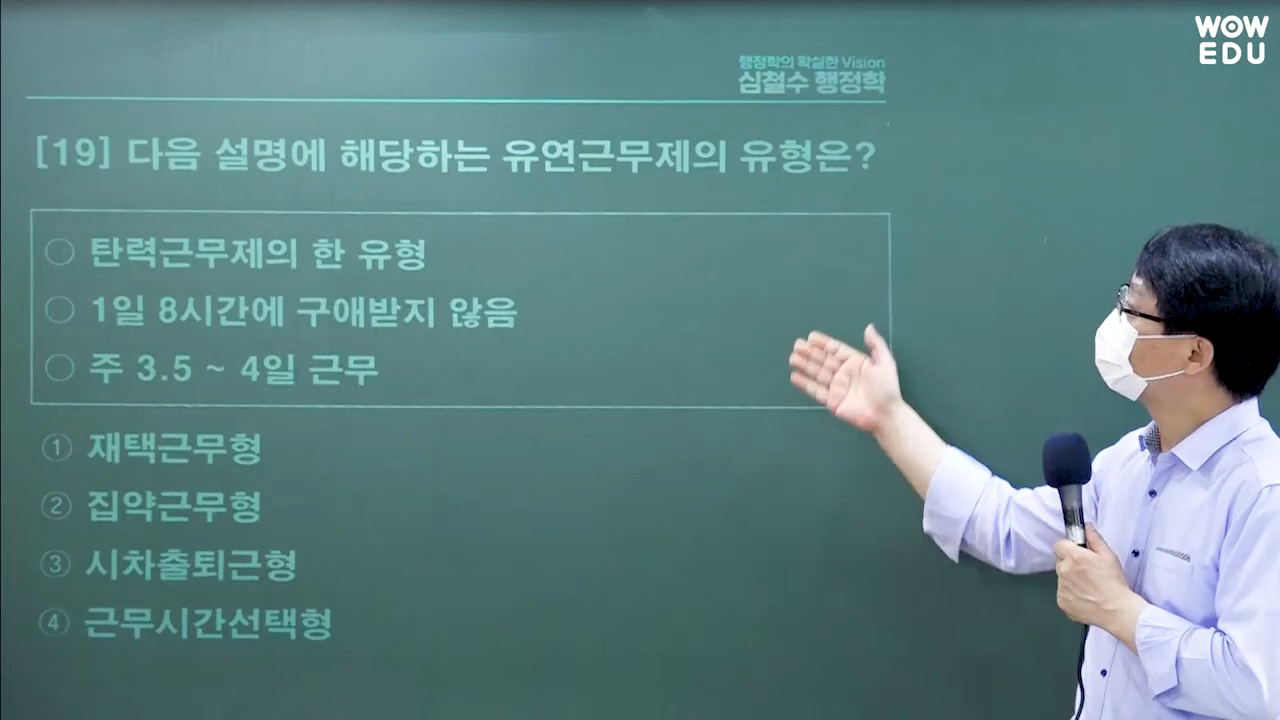 WOW
EDU
행정학의 확실한 Vision
심철수 행정학
[19] 다음 설명에 해당하는 유연근무제의 유형은?
○ 탄력근무제의 한 유형
○ 1일 8시간에 구애받지 않음
○ 주 3.5 ~ 4일 근무
① 재택근무형
② 집약근무형
③ 시차출퇴근형
④ 근무시간선택형